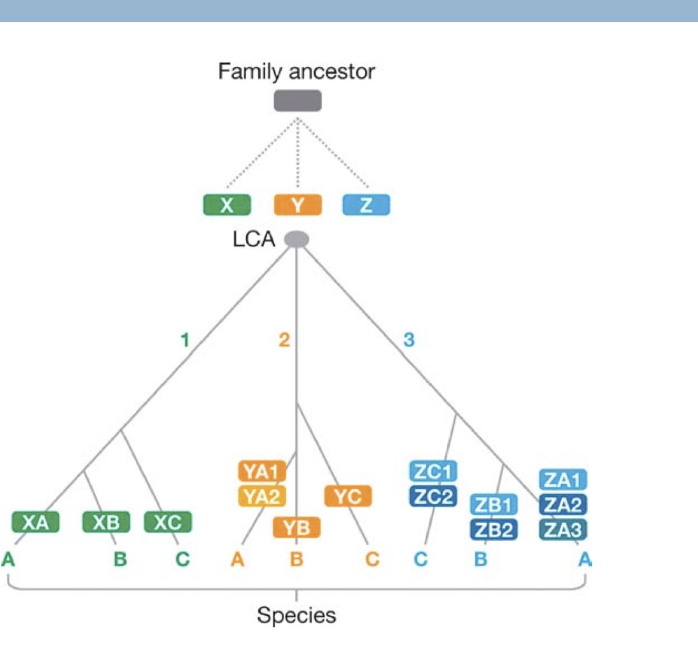 Family ancestor
X Y Z
LCA
1 2 3
YA1 ZC1 ZA1
YA2 YC ZC2 ZB1 ZA2
XA XB XC YB ZB2 ZA3
A B C A B C C B A
Species